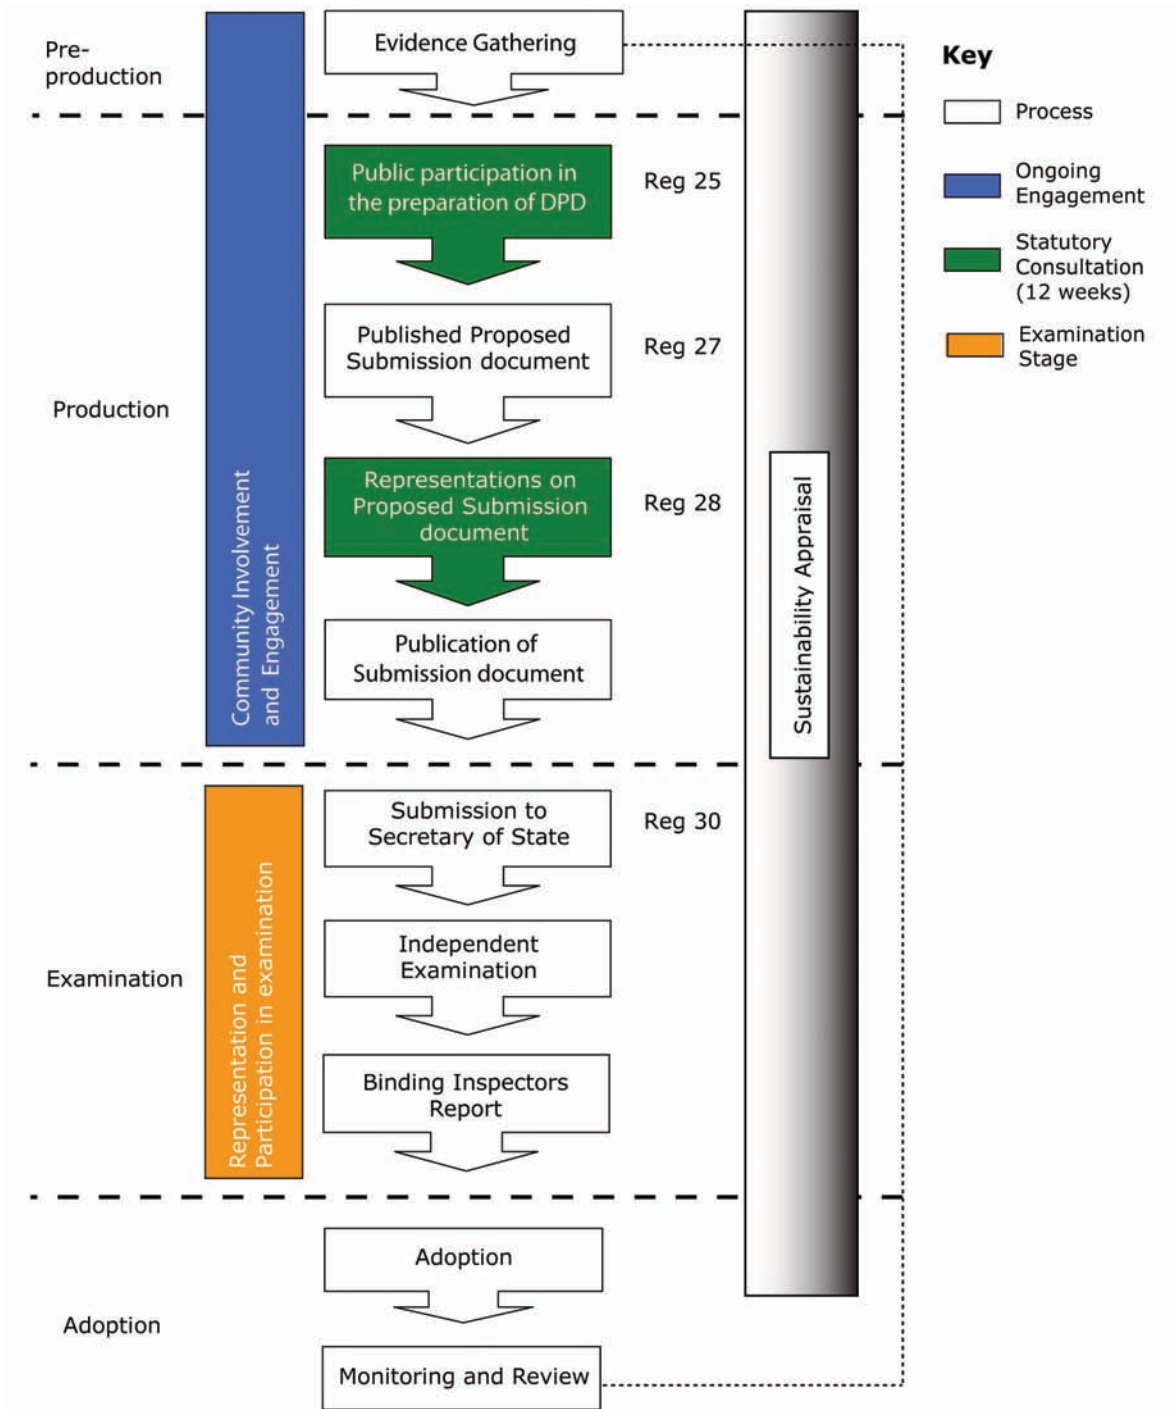 Pre-
production
Evidence Gathering
Key
Process
Ongoing
Engagement
Statutory
Consultation
(12 weeks)
Examination
Stage
Production
Community Involvement
and Engagement
Public participation in
the preparation of DPD
Reg 25
Published Proposed
Submission document
Reg 27
Representations on
Proposed Submission
document
Reg 28
Publication of
Submission document
Sustainability Appraisal
Examination
Representation and
Participation in examination
Submission to
Secretary of State
Reg 30
Independent
Examination
Binding Inspectors
Report
Adoption
Adoption
Monitoring and Review